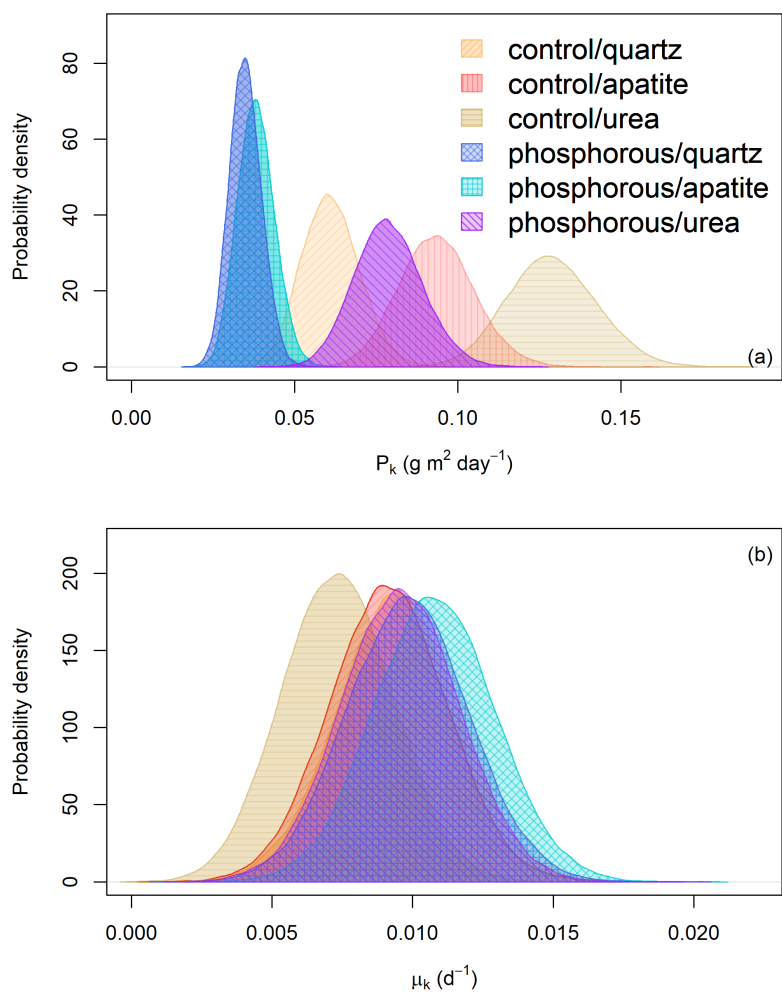 control/quartz
control/apatite
control/urea
phosphorous/quartz
phosphorous/apatite
phosphorous/urea
(a)
Probability density
0
20
40
60
80
0.00 0.05 0.10 0.15
Pₖ (g m² day⁻¹)
(b)
Probability density
0
50
100
150
200
0.000 0.005 0.010 0.015 0.020
μₖ (d⁻¹)